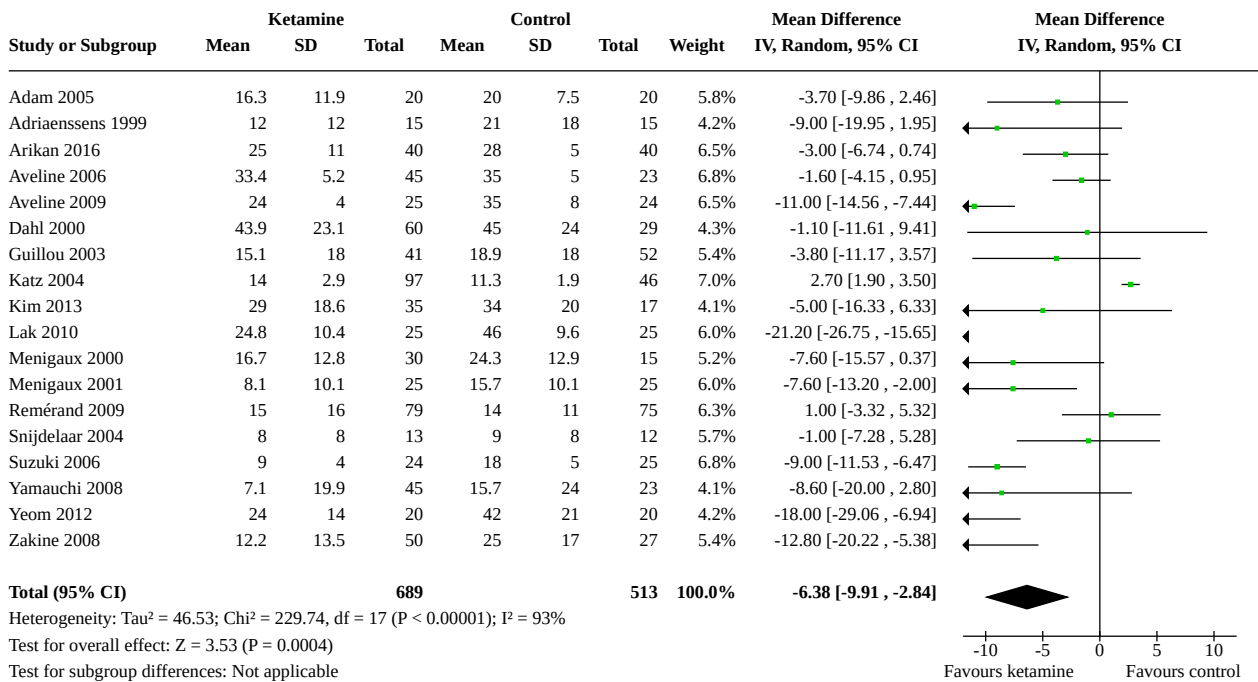 Ketamine Control Mean Difference Mean Difference
Study or Subgroup Mean SD Total Mean SD Total Weight IV, Random, 95% CI IV, Random, 95% CI
Adam 2005 16.3 11.9 20 20 7.5 20 5.8% -3.70 [-9.86 , 2.46]
Adriaenssens 1999 12 12 15 21 18 15 4.2% -9.00 [-19.95 , 1.95]
Arikan 2016 25 11 40 28 5 40 6.5% -3.00 [-6.74 , 0.74]
Aveline 2006 33.4 5.2 45 35 5 23 6.8% -1.60 [-4.15 , 0.95]
Aveline 2009 24 4 25 35 8 24 6.5% -11.00 [-14.56 , -7.44]
Dahl 2000 43.9 23.1 60 45 24 29 4.3% -1.10 [-11.61 , 9.41]
Guillou 2003 15.1 18 41 18.9 18 52 5.4% -3.80 [-11.17 , 3.57]
Katz 2004 14 2.9 97 11.3 1.9 46 7.0% 2.70 [1.90 , 3.50]
Kim 2013 29 18.6 35 34 20 17 4.1% -5.00 [-16.33 , 6.33]
Lak 2010 24.8 10.4 25 46 9.6 25 6.0% -21.20 [-26.75 , -15.65]
Menigaux 2000 16.7 12.8 30 24.3 12.9 15 5.2% -7.60 [-15.57 , 0.37]
Menigaux 2001 8.1 10.1 25 15.7 10.1 25 6.0% -7.60 [-13.20 , -2.00]
Remérand 2009 15 16 79 14 11 75 6.3% 1.00 [-3.32 , 5.32]
Snijdelaar 2004 8 8 13 9 8 12 5.7% -1.00 [-7.28 , 5.28]
Suzuki 2006 9 4 24 18 5 25 6.8% -9.00 [-11.53 , -6.47]
Yamauchi 2008 7.1 19.9 45 15.7 24 23 4.1% -8.60 [-20.00 , 2.80]
Yeom 2012 24 14 20 42 21 20 4.2% -18.00 [-29.06 , -6.94]
Zakine 2008 12.2 13.5 50 25 17 27 5.4% -12.80 [-20.22 , -5.38]
Total (95% CI) 689 513 100.0% -6.38 [-9.91 , -2.84]
Heterogeneity: Tau² = 46.53; Chi² = 229.74, df = 17 (P < 0.00001); I² = 93%
Test for overall effect: Z = 3.53 (P = 0.0004)
Test for subgroup differences: Not applicable
-10 -5 0 5 10
Favours ketamine Favours control